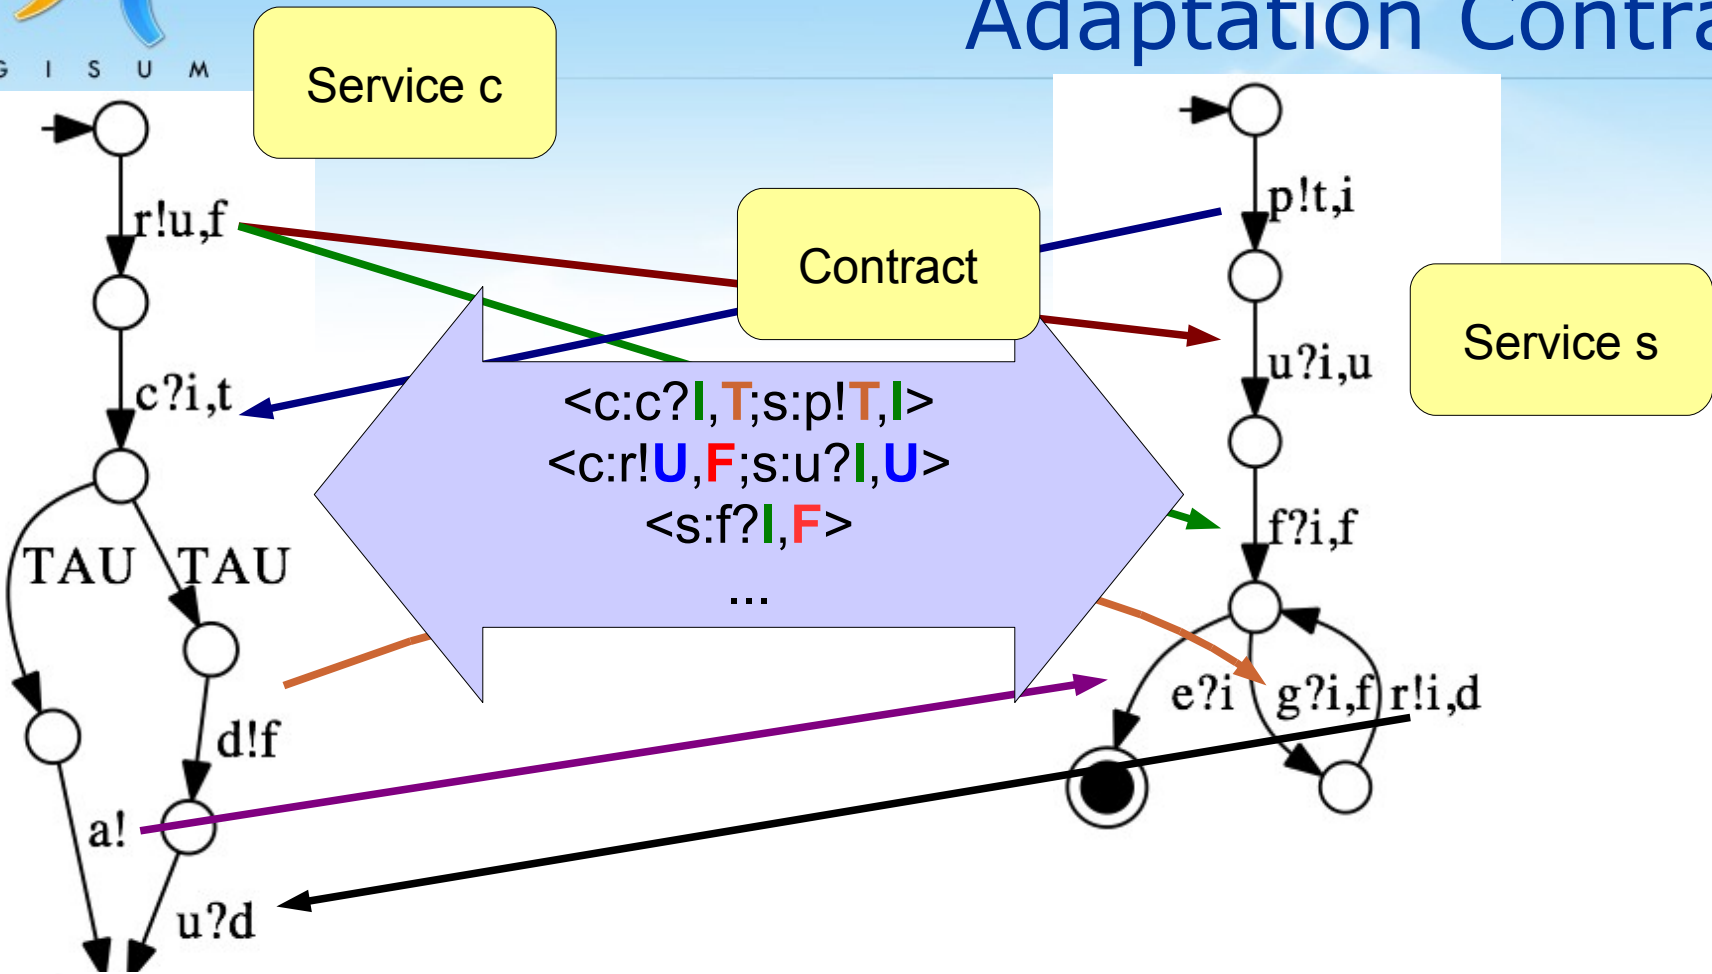 Adaptation Contra
G I S U M
Service c
Contract
Service s
r!u,f
c?i,t
TAU TAU
d!f
a!
u?d
<c:c?I,T;s:p!T,I>
<c:r!U,F;s:u?I,U>
<s:f?I,F>
...
p!t,i
u?i,u
f?i,f
e?i g?i,f r!i,d